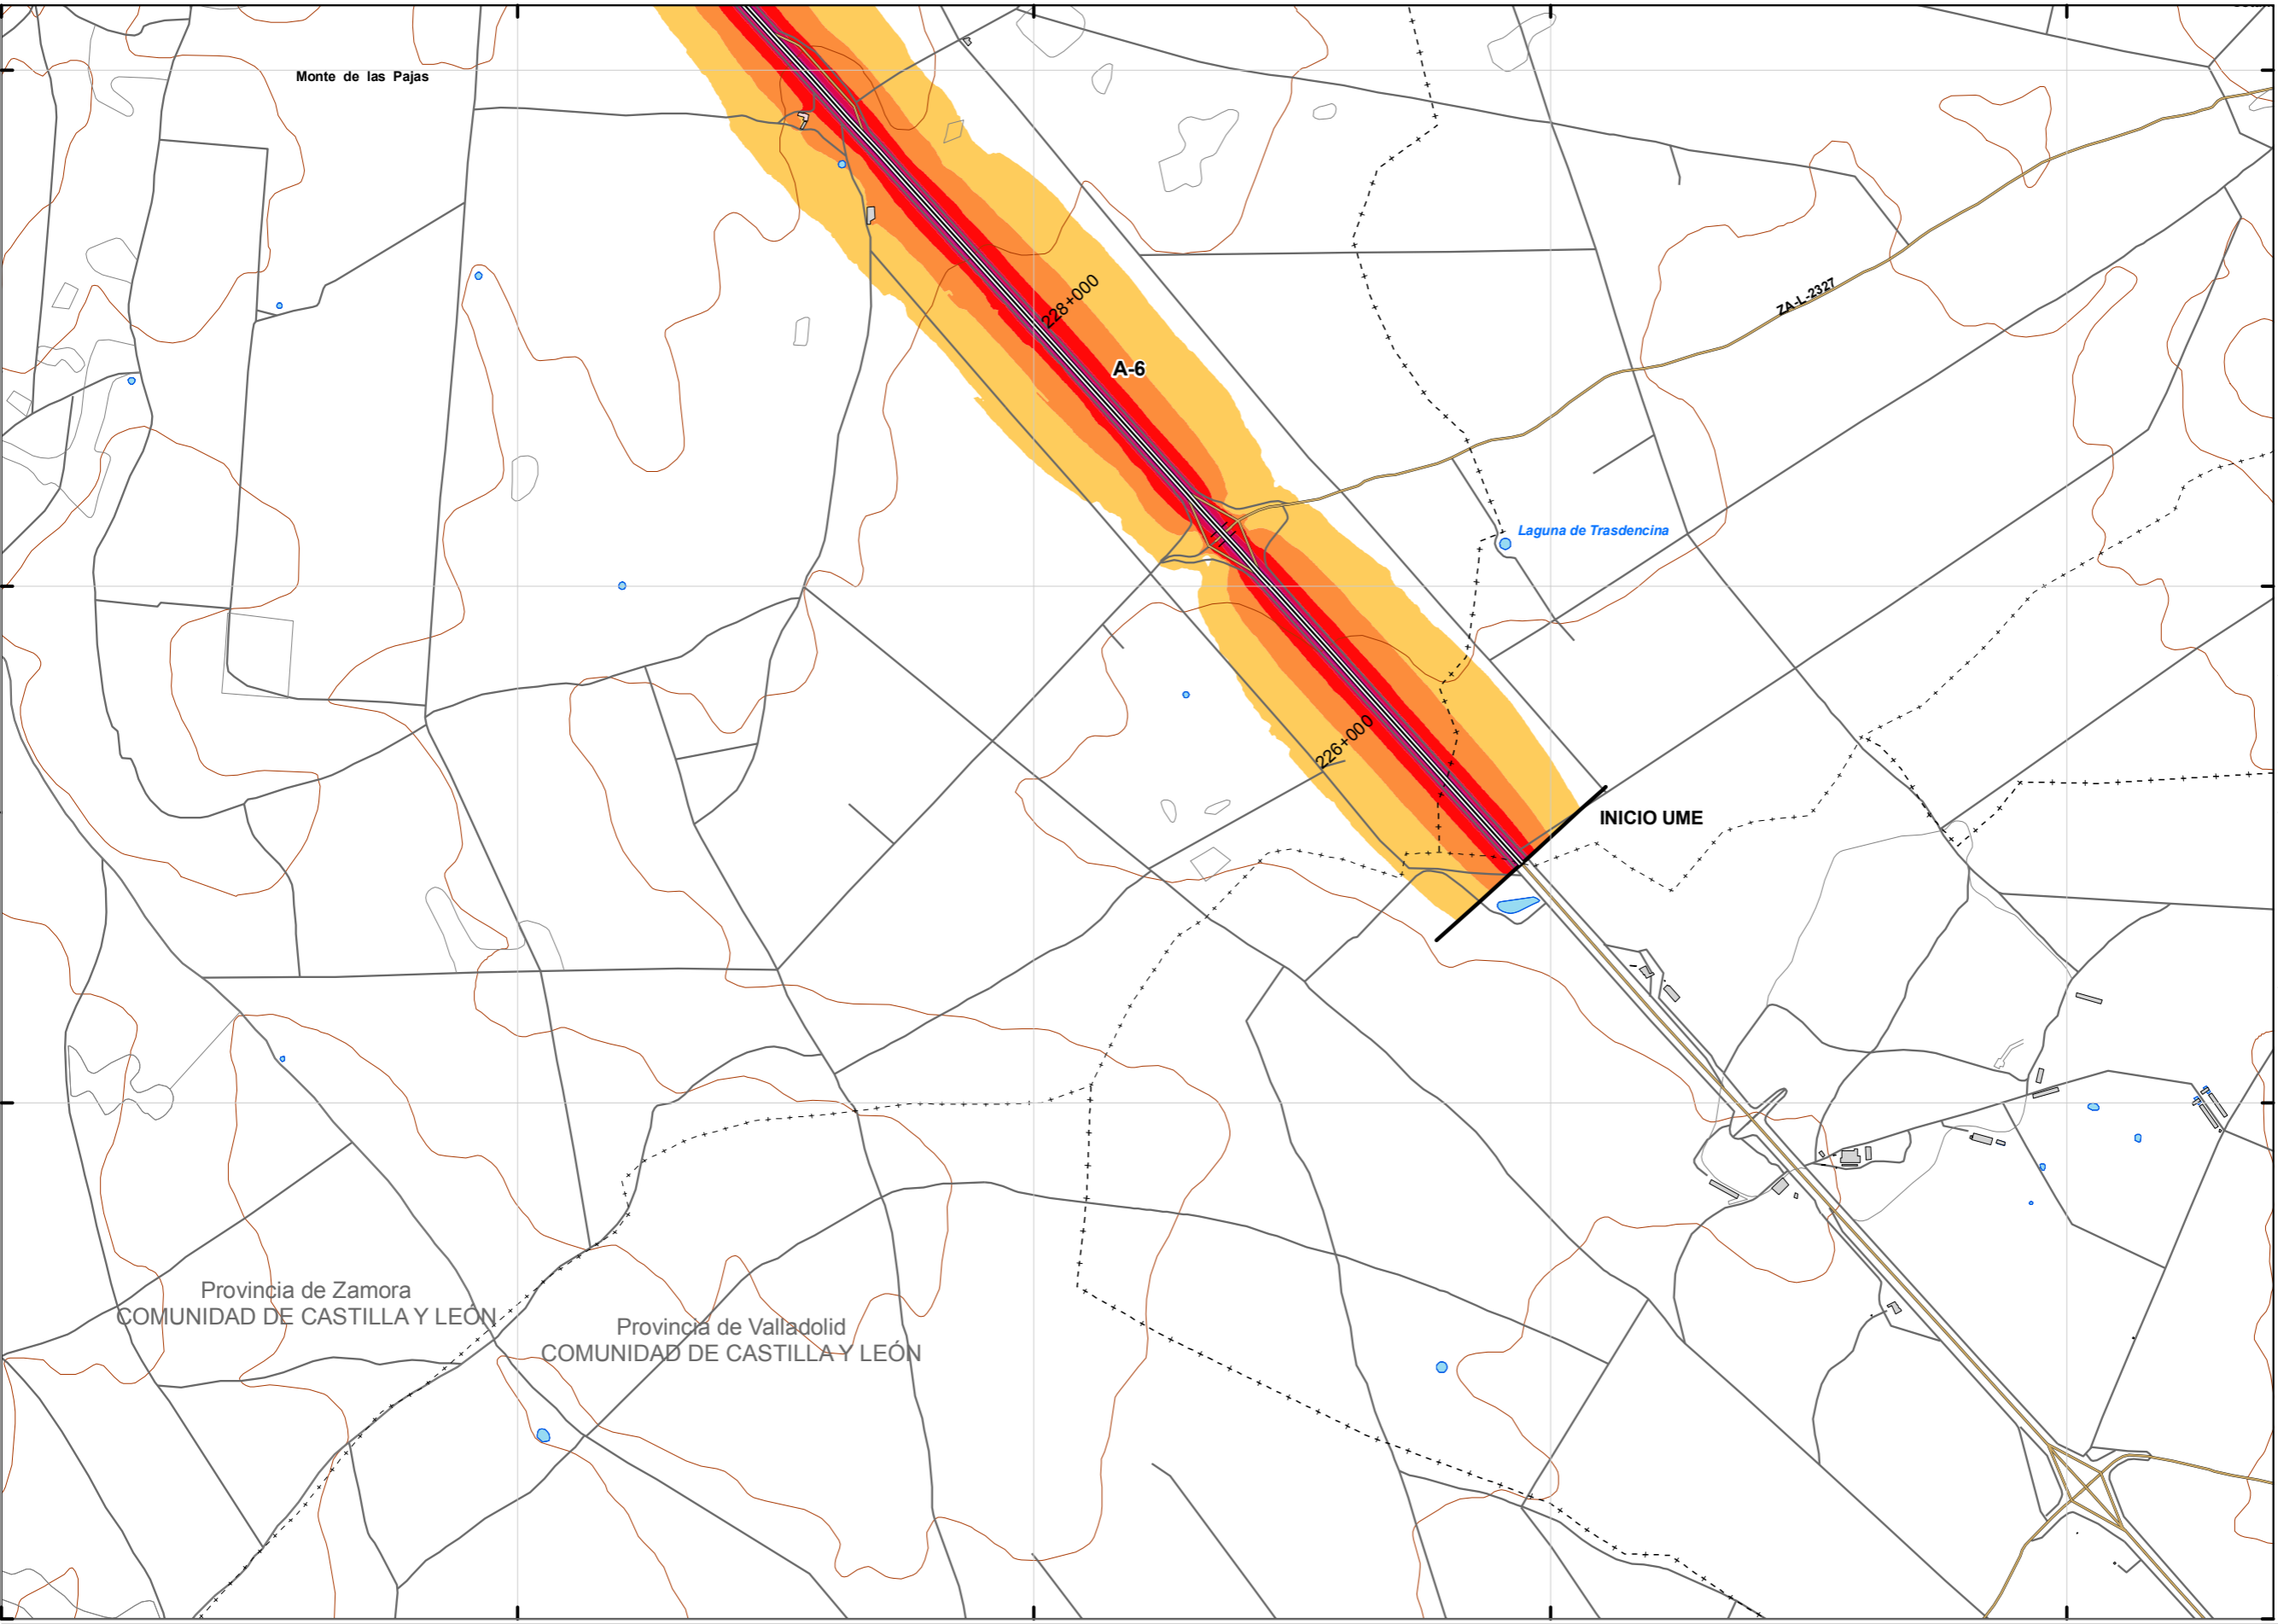 Monte de las Pajas
228+000
ZA-L-2327
A-6
Laguna de Trasdencina
226+000
INICIO UME
Provincia de Zamora
COMUNIDAD DE CASTILLA Y LEÓN
Provincia de Valladolid
COMUNIDAD DE CASTILLA Y LEÓN